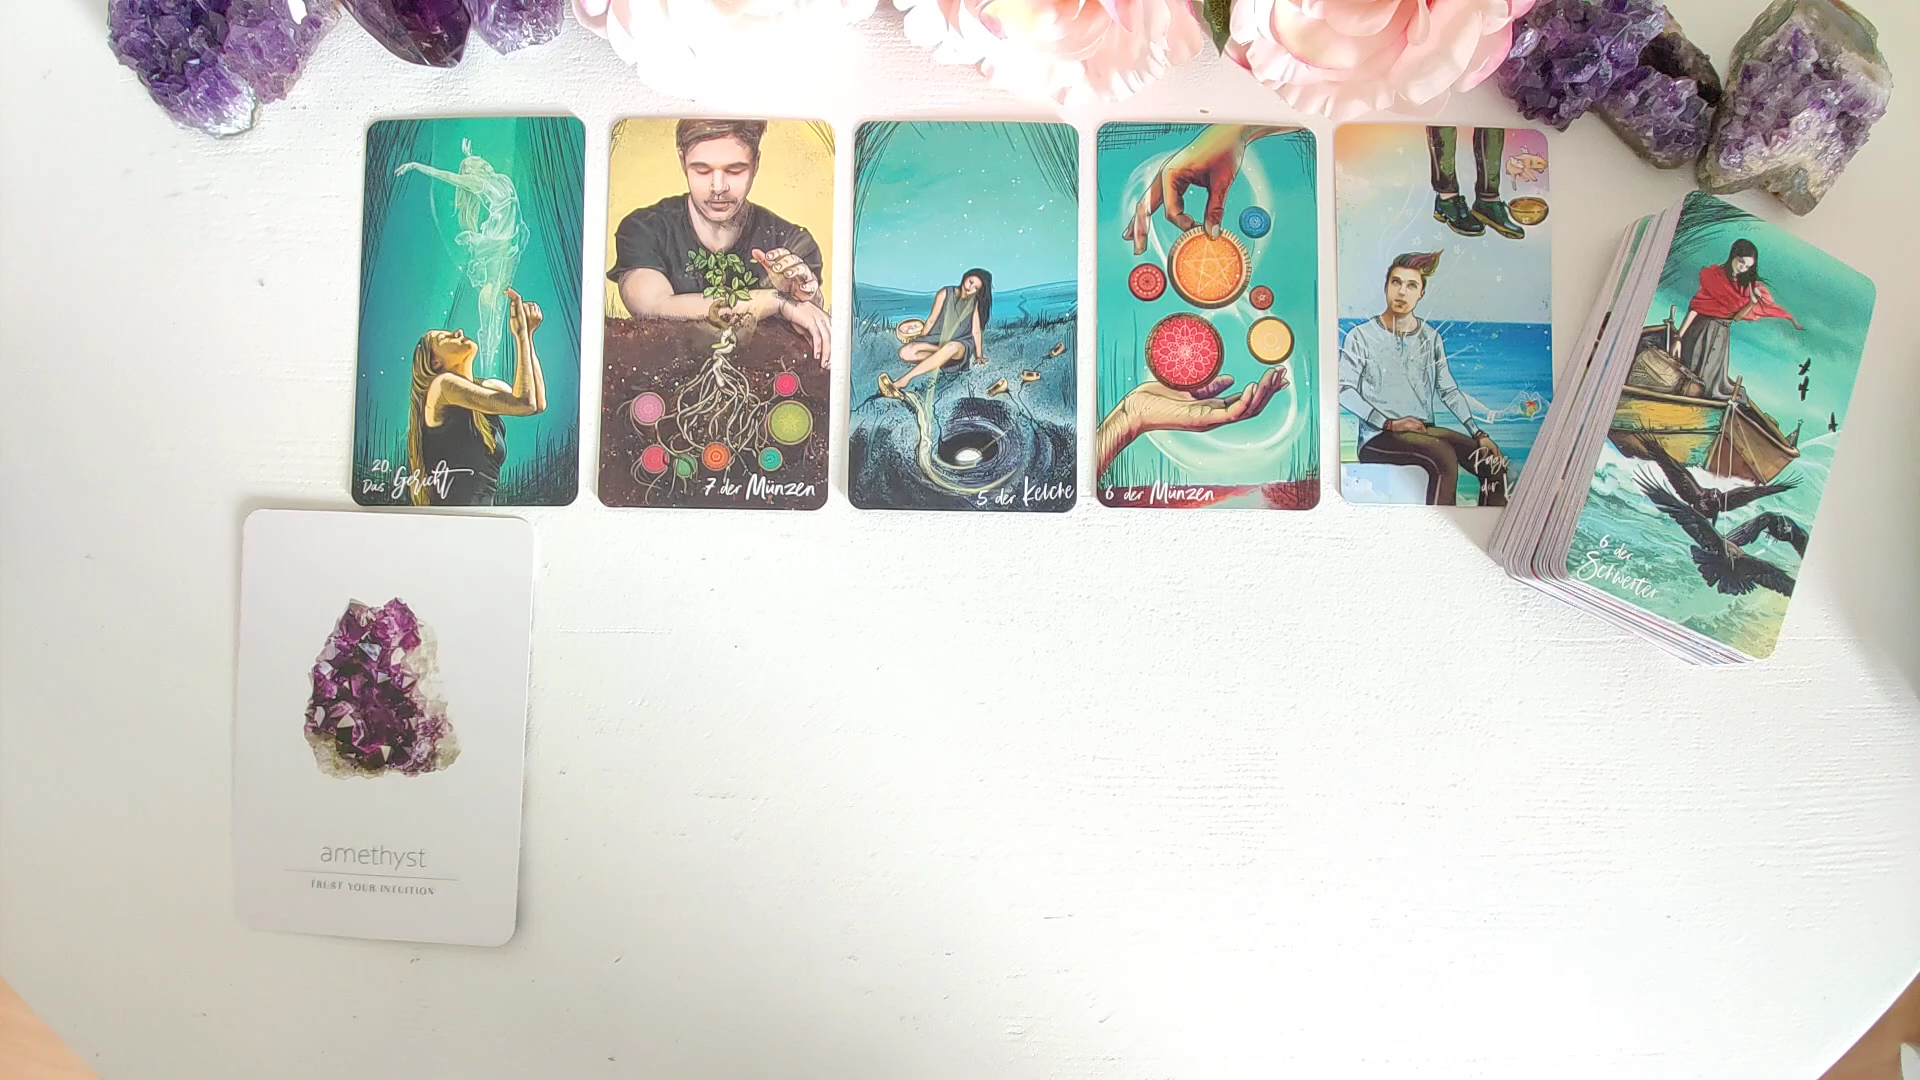 20.
Das Gericht
7 der Münzen
5 der Kelche
6 der Münzen
Page
der K
6 der
Schwerter
amethyst
TRUST YOUR INTUITION